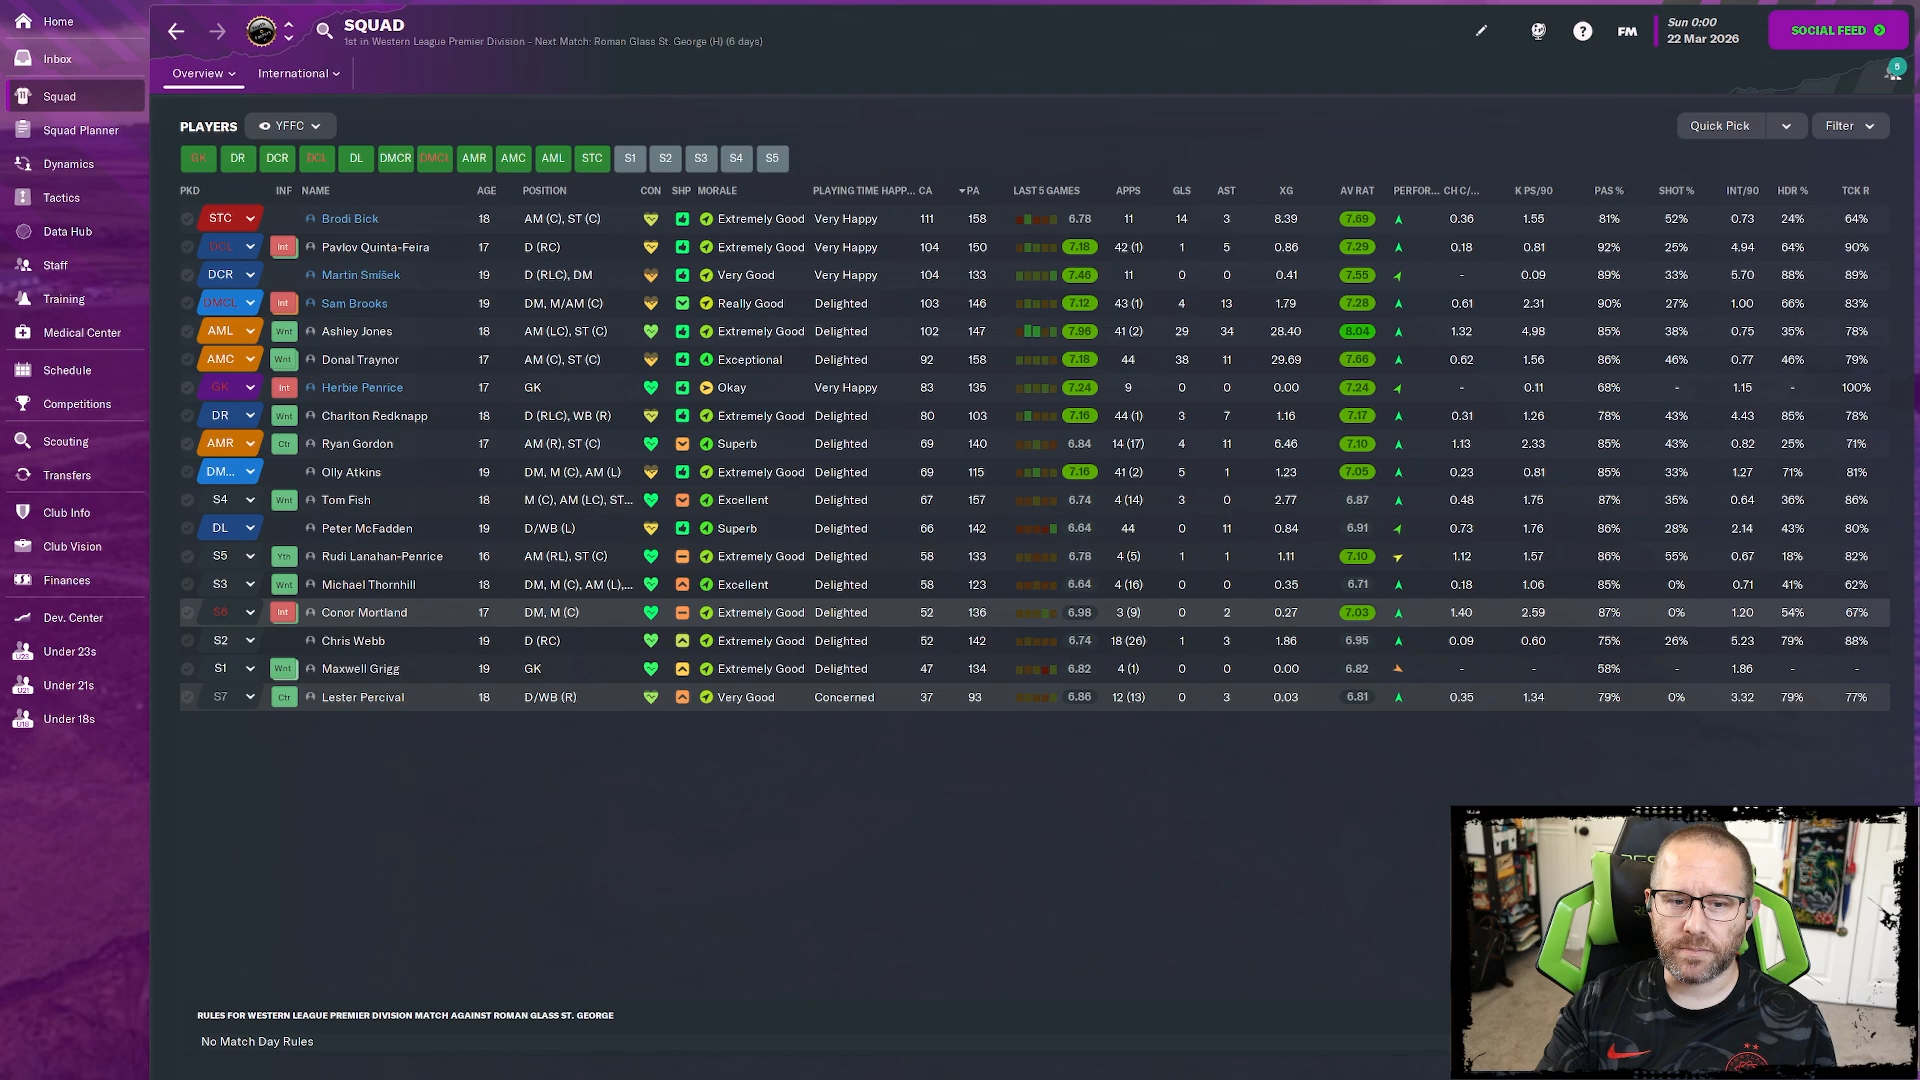 Home
Inbox
Squad
Squad Planner
Dynamics
Tactics
Data Hub
Staff
Training
Medical Center
Schedule
Competitions
Scouting
Transfers
Club Info
Club Vision
Finances
Dev. Center
Under 23s
Under 21s
Under 18s
SQUAD
1st in Western League Premier Division - Next Match: Roman Glass St. George (H) (6 days)
FM
Sun 0:00
22 Mar 2026
SOCIAL FEED
5
Overview International
PLAYERS YFFC
Quick Pick Filter
GK DR DCR DCL DL DMCR DMCL AMR AMC AML STC S1 S2 S3 S4 S5
PKD INF NAME AGE POSITION CON SHP MORALE PLAYING TIME HAPP... CA PA LAST 5 GAMES APPS GLS AST XG AV RAT PERFOR... CH C/... K PS/90 PAS % SHOT % INT/90 HDR % TCK R
STC Brodi Bick 18 AM (C), ST (C) Extremely Good Very Happy 111 158 6.78 11 14 3 8.39 7.69 0.36 1.55 81% 52% 0.73 24% 64%
DCL Int Pavlov Quinta-Feira 17 D (RC) Extremely Good Very Happy 104 150 7.18 42 (1) 1 5 0.86 7.29 0.18 0.81 92% 25% 4.94 64% 90%
DCR Martin Smíšek 19 D (RLC), DM Very Good Very Happy 104 133 7.46 11 0 0 0.41 7.55 - 0.09 89% 33% 5.70 88% 89%
DMCL Int Sam Brooks 19 DM, M/AM (C) Really Good Delighted 103 146 7.12 43 (1) 4 13 1.79 7.28 0.61 2.31 90% 27% 1.00 66% 83%
AML Wnt Ashley Jones 18 AM (LC), ST (C) Extremely Good Delighted 102 147 7.96 41 (2) 29 34 28.40 8.04 1.32 4.98 85% 38% 0.75 35% 78%
AMC Wnt Donal Traynor 17 AM (C), ST (C) Exceptional Delighted 92 158 7.18 44 38 11 29.69 7.66 0.62 1.56 86% 46% 0.77 46% 79%
GK Int Herbie Penrice 17 GK Okay Very Happy 83 135 7.24 9 0 0 0.00 7.24 - 0.11 68% - 1.15 - 100%
DR Wnt Charlton Redknapp 18 D (RLC), WB (R) Extremely Good Delighted 80 103 7.16 44 (1) 3 7 1.16 7.17 0.31 1.26 78% 43% 4.43 85% 78%
AMR Ctr Ryan Gordon 17 AM (R), ST (C) Superb Delighted 69 140 6.84 14 (17) 4 11 6.46 7.10 1.13 2.33 85% 43% 0.82 25% 71%
DM... Olly Atkins 19 DM, M (C), AM (L) Extremely Good Delighted 69 115 7.16 41 (2) 5 1 1.23 7.05 0.23 0.81 85% 33% 1.27 71% 81%
S4 Wnt Tom Fish 18 M (C), AM (LC), ST... Excellent Delighted 67 157 6.74 4 (14) 3 0 2.77 6.87 0.48 1.75 87% 35% 0.64 36% 86%
DL Peter McFadden 19 D/WB (L) Superb Delighted 66 142 6.64 44 0 11 0.84 6.91 0.73 1.76 86% 28% 2.14 43% 80%
S5 Yth Rudi Lanahan-Penrice 16 AM (RL), ST (C) Extremely Good Delighted 58 133 6.78 4 (5) 1 1 1.11 7.10 1.12 1.57 86% 55% 0.67 18% 82%
S3 Wnt Michael Thornhill 18 DM, M (C), AM (L),... Excellent Delighted 58 123 6.64 4 (16) 0 0 0.35 6.71 0.18 1.06 85% 0% 0.71 41% 62%
S6 Int Conor Mortland 17 DM, M (C) Extremely Good Delighted 52 136 6.98 3 (9) 0 2 0.27 7.03 1.40 2.59 87% 0% 1.20 54% 67%
S2 Chris Webb 19 D (RC) Extremely Good Delighted 52 142 6.74 18 (26) 1 3 1.86 6.95 0.09 0.60 75% 26% 5.23 79% 88%
S1 Wnt Maxwell Grigg 19 GK Extremely Good Delighted 47 134 6.82 4 (1) 0 0 0.00 6.82 - - 58% - 1.86 - -
S7 Ctr Lester Percival 18 D/WB (R) Very Good Concerned 37 93 6.86 12 (13) 0 3 0.03 6.81 0.35 1.34 79% 0% 3.32 79% 77%
RULES FOR WESTERN LEAGUE PREMIER DIVISION MATCH AGAINST ROMAN GLASS ST. GEORGE
No Match Day Rules